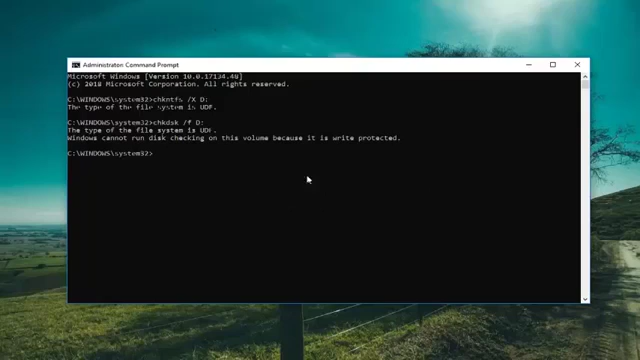 Administrator: Command Prompt
Microsoft Windows [Version 10.0.17134.48]
(c) 2018 Microsoft Corporation. All rights reserved.
C:\WINDOWS\system32>chkntfs /X D:
The type of the file system is UDF.
C:\WINDOWS\system32>chkdsk /f D:
The type of the file system is UDF.
Windows cannot run disk checking on this volume because it is write protected.
C:\WINDOWS\system32>